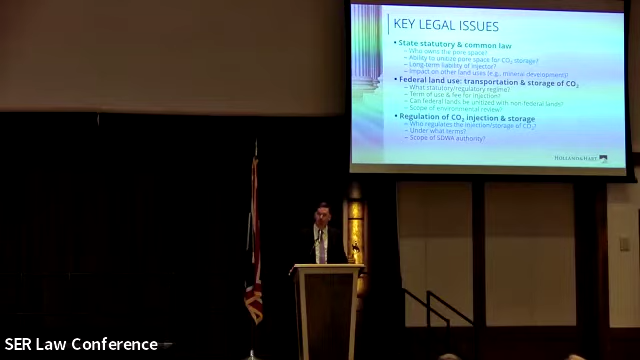 KEY LEGAL ISSUES
• State statutory & common law
– Who owns the pore space?
– Ability to unitize pore space for CO₂ storage?
– Long-term liability of injector?
– Impact on other land uses (e.g., mineral development)?
• Federal land use: transportation & storage of CO₂
– What statutory/regulatory regime?
– Term of use & fee for injection?
– Can federal lands be unitized with non-federal lands?
– Scope of environmental review?
• Regulation of CO₂ injection & storage
– Who regulates the injection/storage of CO₂?
– Under what terms?
– Scope of SDWA authority?
HOLLAND&HART
SER Law Conference